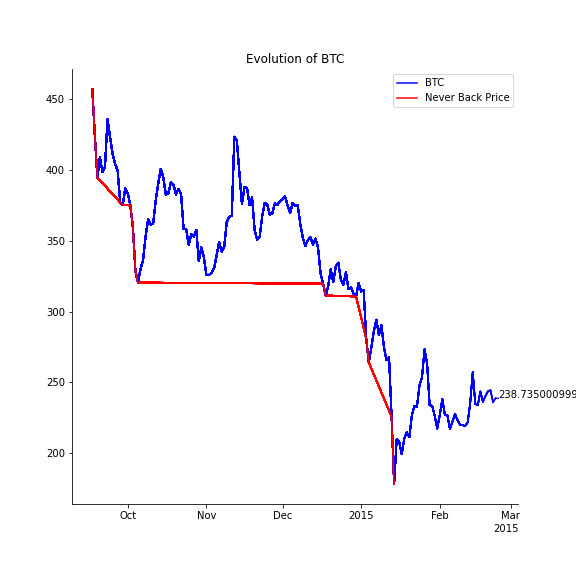 Evolution of BTC
BTC
Never Back Price
450
400
350
300
250
200
238.735000999
Oct
Nov
Dec
2015
Feb
Mar
2015